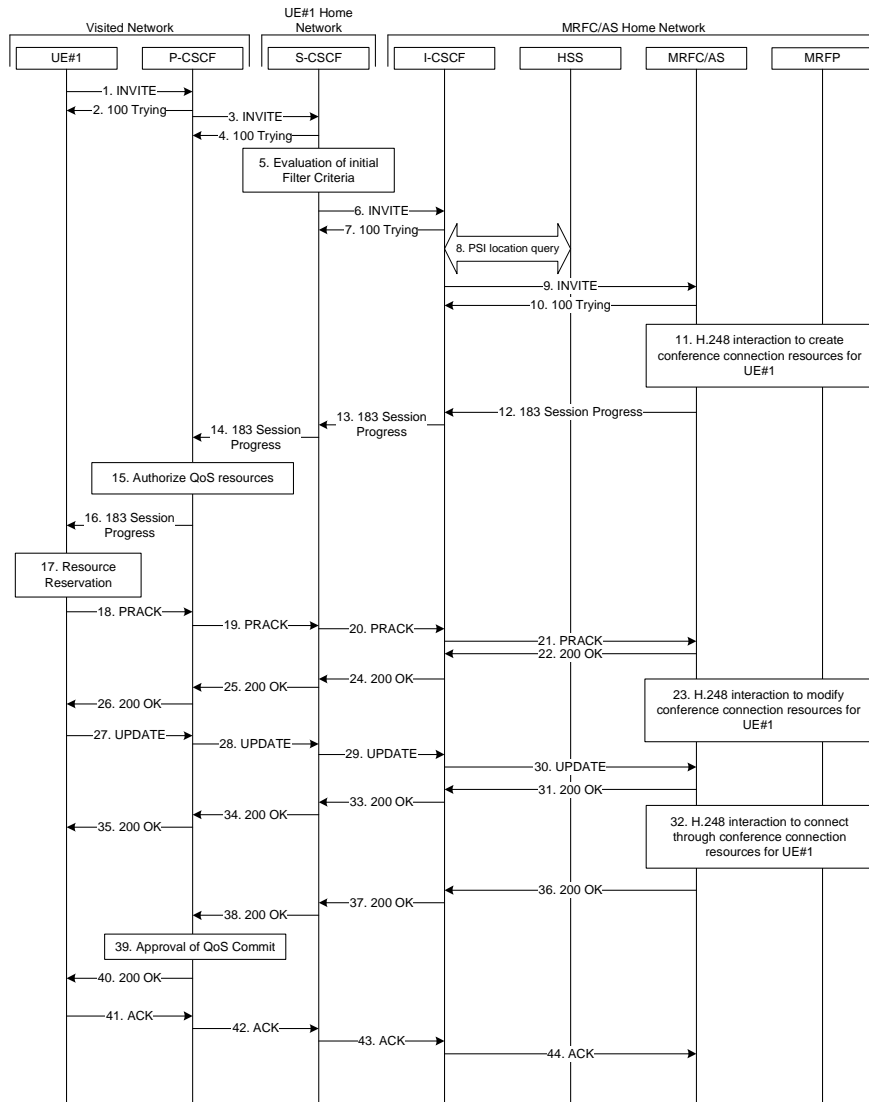 UE#1 Home
Network
Visited Network
MRFC/AS Home Network
UE#1
P-CSCF
S-CSCF
I-CSCF
HSS
MRFC/AS
MRFP
1. INVITE
2. 100 Trying
3. INVITE
4. 100 Trying
5. Evaluation of initial
Filter Criteria
6. INVITE
7. 100 Trying
8. PSI location query
9. INVITE
10. 100 Trying
11. H.248 interaction to create
conference connection resources for
UE#1
12. 183 Session Progress
13. 183 Session
Progress
14. 183 Session
Progress
15. Authorize QoS resources
16. 183 Session
Progress
17. Resource
Reservation
18. PRACK
19. PRACK
20. PRACK
21. PRACK
22. 200 OK
23. H.248 interaction to modify
conference connection resources for
UE#1
24. 200 OK
25. 200 OK
26. 200 OK
27. UPDATE
28. UPDATE
29. UPDATE
30. UPDATE
31. 200 OK
32. H.248 interaction to connect
through conference connection
resources for UE#1
33. 200 OK
34. 200 OK
35. 200 OK
36. 200 OK
37. 200 OK
38. 200 OK
39. Approval of QoS Commit
40. 200 OK
41. ACK
42. ACK
43. ACK
44. ACK